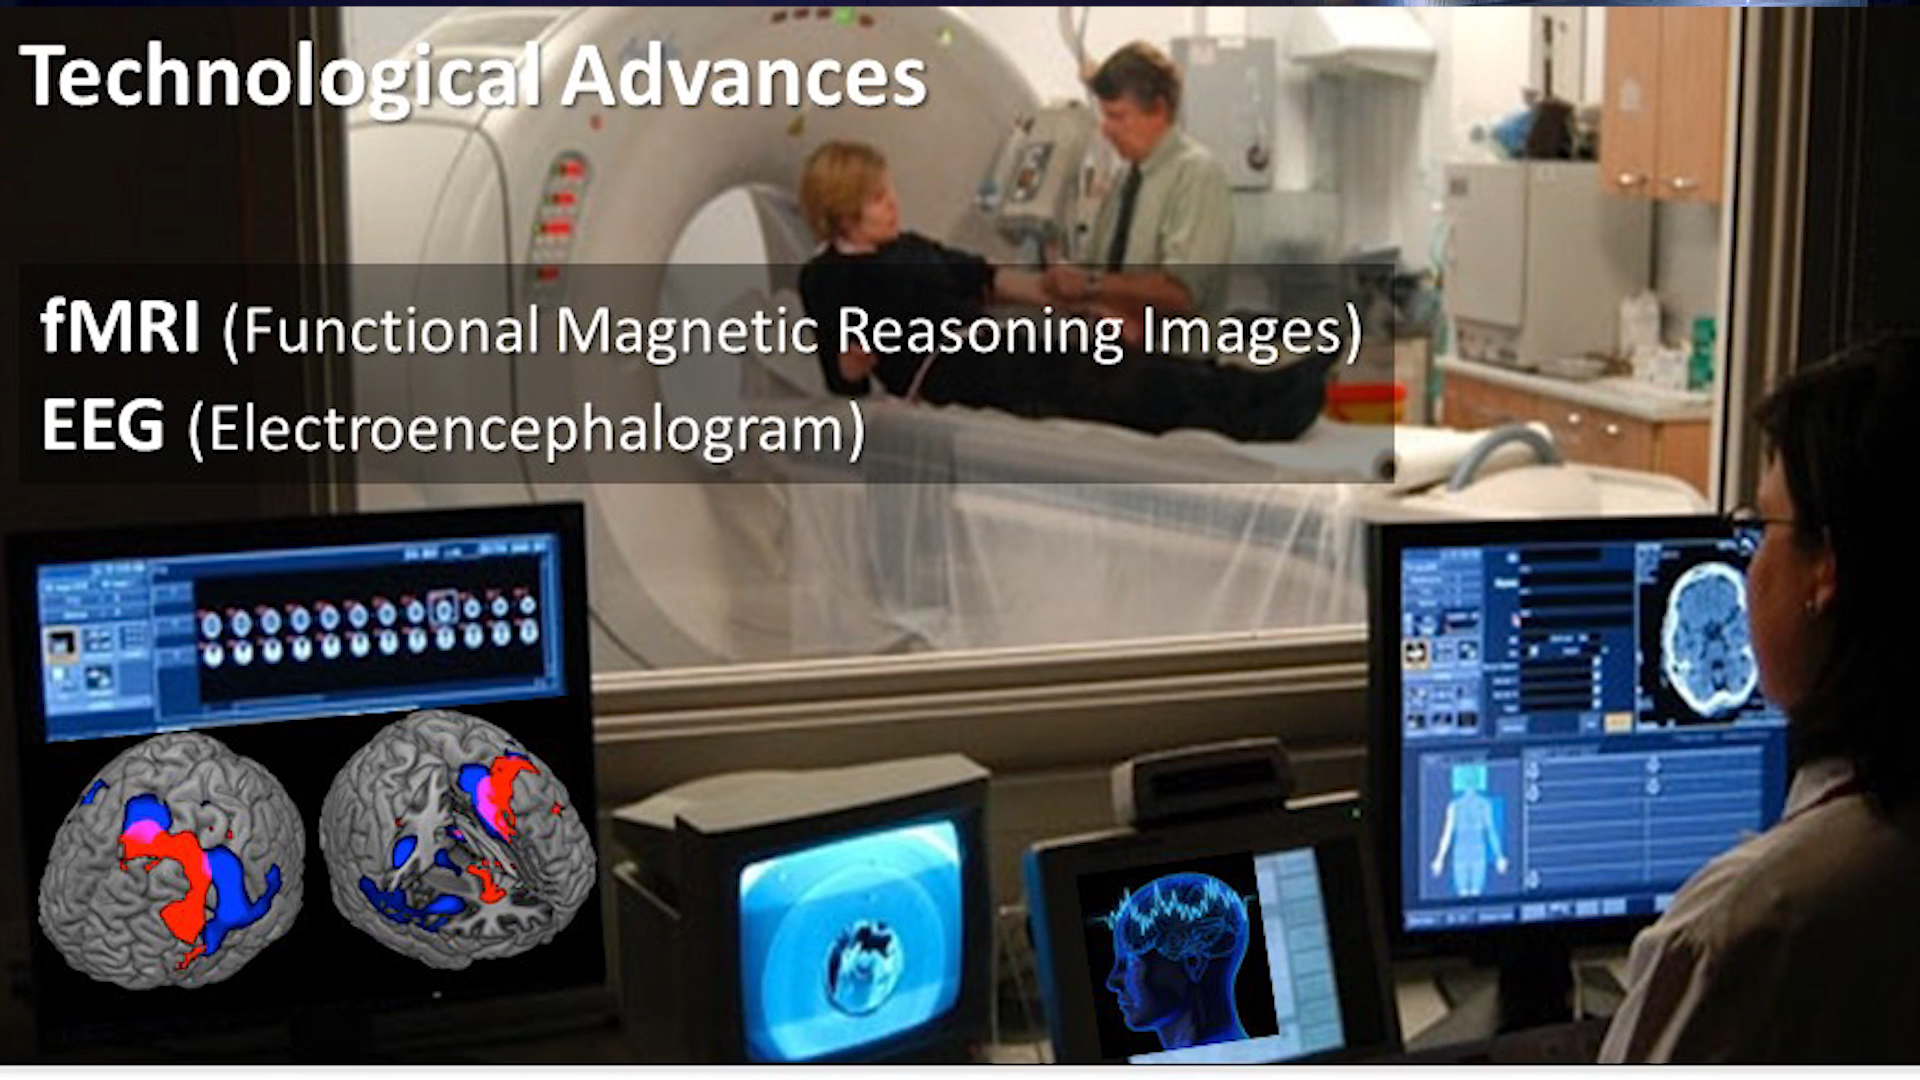 Technological Advances
fMRI (Functional Magnetic Reasoning Images)
EEG (Electroencephalogram)